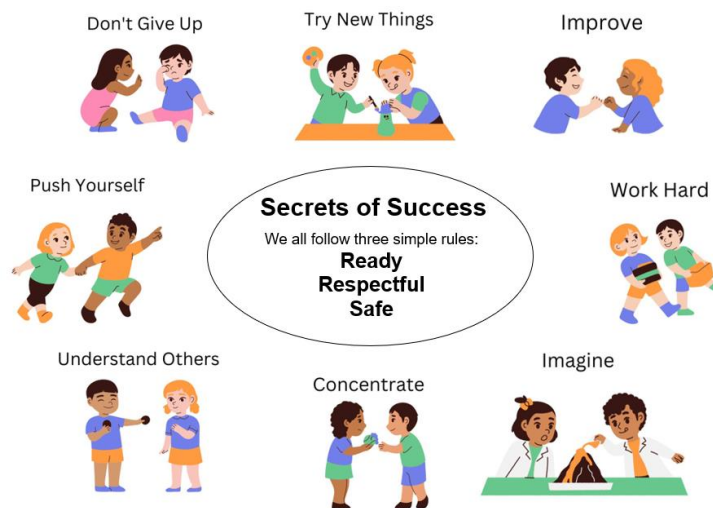 Don't Give Up
Try New Things
Improve
Push Yourself
Secrets of Success
We all follow three simple rules:
Ready
Respectful
Safe
Work Hard
Understand Others
Concentrate
Imagine